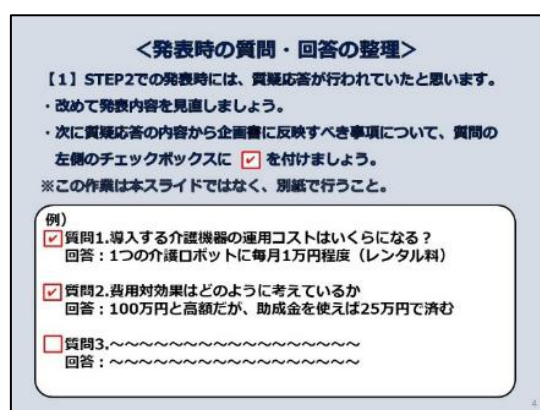 ＜発表時の質問・回答の整理＞
【1】STEP2での発表時には、質疑応答が行われていたと思います。
・改めて発表内容を見直しましょう。
・次に質疑応答の内容から企画書に反映すべき事項について、質問の
左側のチェックボックスに ☑ を付けましょう。
※この作業は本スライドではなく、別紙で行うこと。
例）
☑ 質問1.導入する介護機器の運用コストはいくらになる？
回答：1つの介護ロボットに毎月1万円程度（レンタル料）
☑ 質問2.費用対効果はどのように考えているか
回答：100万円と高額だが、助成金を使えば25万円で済む
☐ 質問3.～～～～～～～～～～～～～～～～～
回答：～～～～～～～～～～～～～～～～～
4